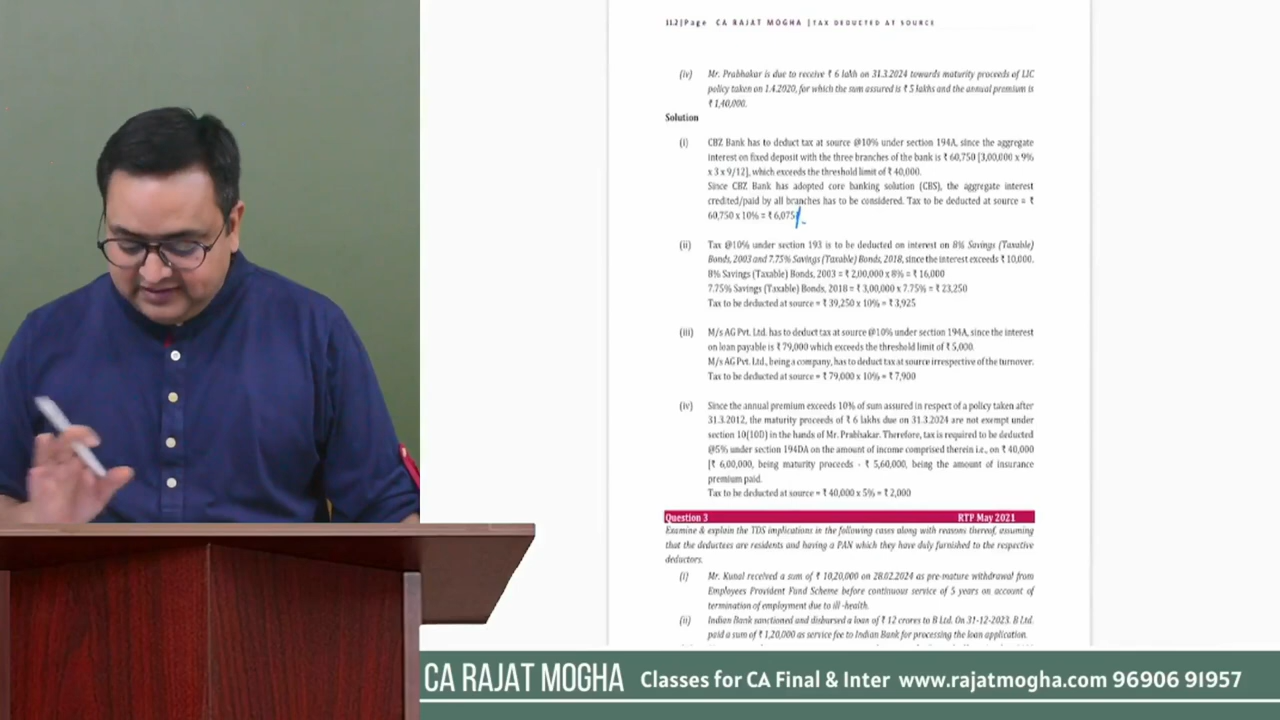 112|Page CA RAJAT MOGHA |TAX DEDUCTED AT SOURCE
(iv) Mr. Prabhakar is due to receive ₹ 6 lakh on 31.3.2024 towards maturity proceeds of LIC
policy taken on 1.4.2020, for which the sum assured is ₹ 5 lakhs and the annual premium is
₹ 1,40,000.
Solution
(i) CBZ Bank has to deduct tax at source @10% under section 194A, since the aggregate
interest on fixed deposit with the three branches of the bank is ₹ 60,750 [3,00,000 x 9%
x 3 x 9/12], which exceeds the threshold limit of ₹ 40,000.
Since CBZ Bank has adopted core banking solution (CBS), the aggregate interest
credited/paid by all branches has to be considered. Tax to be deducted at source = ₹
60,750 x 10% = ₹ 6,075/-
(ii) Tax @10% under section 193 is to be deducted on interest on 8% Savings (Taxable)
Bonds, 2003 and 7.75% Savings (Taxable) Bonds, 2018, since the interest exceeds ₹ 10,000.
8% Savings (Taxable) Bonds, 2003 = ₹ 2,00,000 x 8% = ₹ 16,000
7.75% Savings (Taxable) Bonds, 2018 = ₹ 3,00,000 x 7.75% = ₹ 23,250
Tax to be deducted at source = ₹ 39,250 x 10% = ₹ 3,925
(iii) M/s AG Pvt. Ltd. has to deduct tax at source @10% under section 194A, since the interest
on loan payable is ₹ 79,000 which exceeds the threshold limit of ₹ 5,000.
M/s AG Pvt. Ltd., being a company, has to deduct tax at source irrespective of the turnover.
Tax to be deducted at source = ₹ 79,000 x 10% = ₹ 7,900
(iv) Since the annual premium exceeds 10% of sum assured in respect of a policy taken after
31.3.2012, the maturity proceeds of ₹ 6 lakhs due on 31.3.2024 are not exempt under
section 10(10D) in the hands of Mr. Prabhakar. Therefore, tax is required to be deducted
@5% under section 194DA on the amount of income comprised therein i.e., on ₹ 40,000
[₹ 6,00,000, being maturity proceeds - ₹ 5,60,000, being the amount of insurance
premium paid.
Tax to be deducted at source = ₹ 40,000 x 5% = ₹ 2,000
Question 3 RTP May 2021
Examine & explain the TDS implications in the following cases along with reasons thereof, assuming
that the deductees are residents and having a PAN which they have duly furnished to the respective
deductors.
(i) Mr. Kunal received a sum of ₹ 10,20,000 on 28.02.2024 as pre-mature withdrawal from
Employees Provident Fund Scheme before continuous service of 5 years on account of
termination of employment due to ill-health.
(ii) Indian Bank sanctioned and disbursed a loan of ₹ 12 crores to B Ltd. On 31-12-2023. B Ltd.
paid a sum of ₹ 1,20,000 as service fee to Indian Bank for processing the loan application.
CA RAJAT MOGHA Classes for CA Final & Inter www.rajatmogha.com 96906 91957